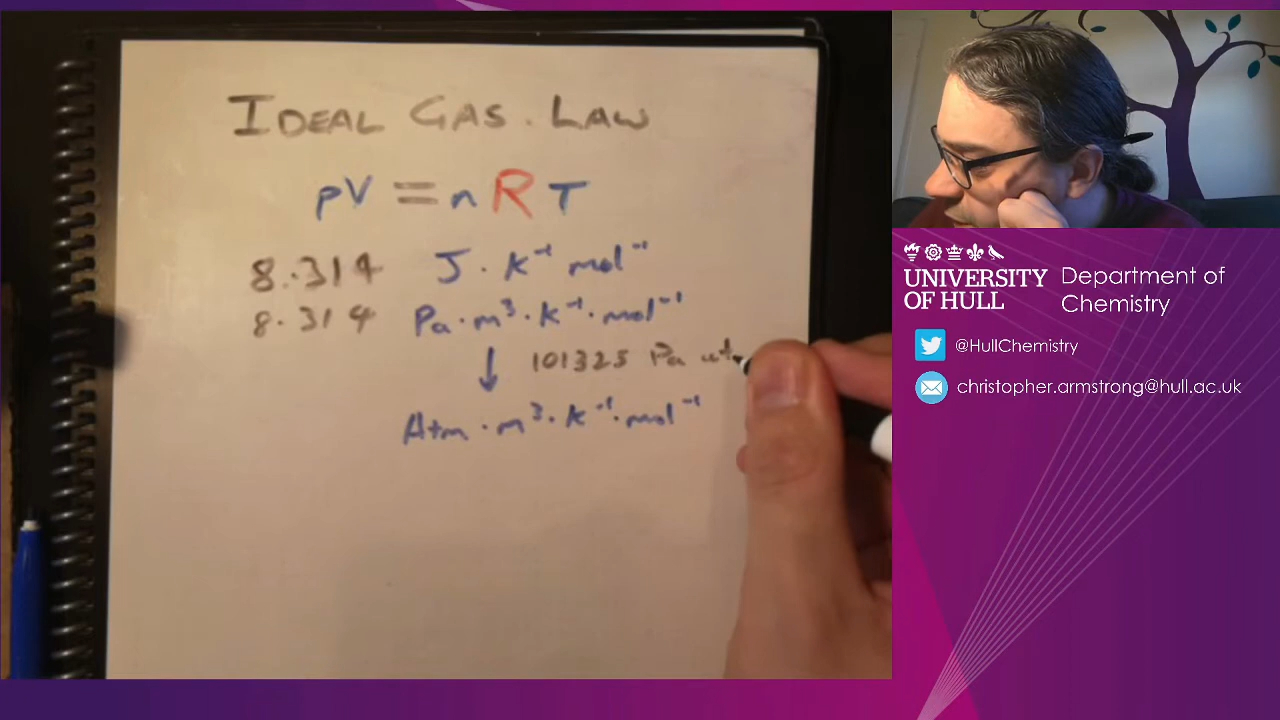 IDEAL GAS. LAW
pV = n R T
8.314 J · K⁻¹ mol⁻¹
8.314 Pa · m³ · K⁻¹ · mol⁻¹
↓ 101325 Pa
Atm · m³ · K⁻¹ · mol⁻¹
UNIVERSITY OF HULL
Department of Chemistry
@HullChemistry
christopher.armstrong@hull.ac.uk